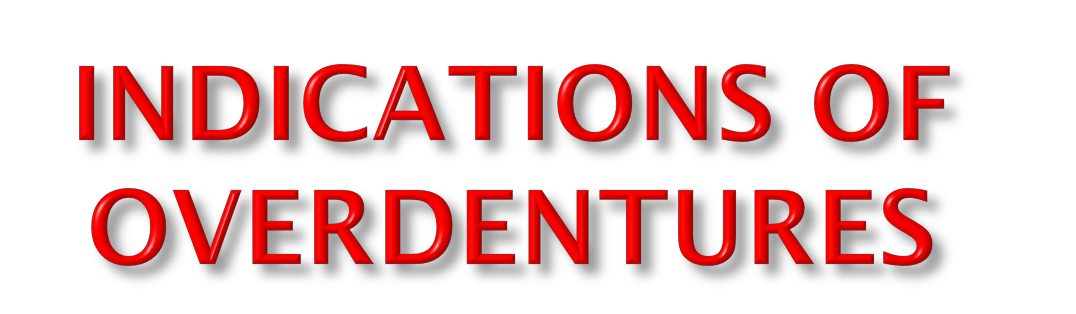 INDICATIONS OF
OVERDENTURES